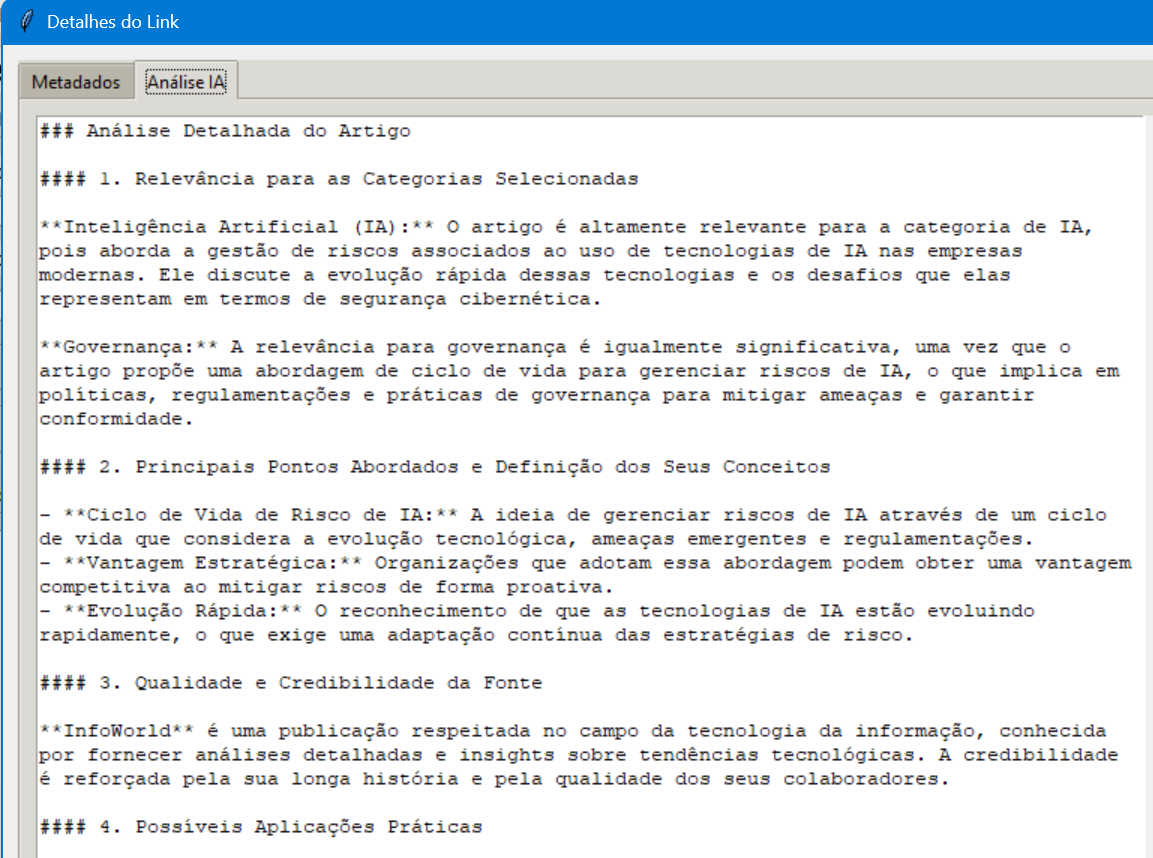 Detalhes do Link
Metadados
Análise IA
### Análise Detalhada do Artigo
#### 1. Relevância para as Categorias Selecionadas
**Inteligência Artificial (IA):** O artigo é altamente relevante para a categoria de IA,
pois aborda a gestão de riscos associados ao uso de tecnologias de IA nas empresas
modernas. Ele discute a evolução rápida dessas tecnologias e os desafios que elas
representam em termos de segurança cibernética.
**Governança:** A relevância para governança é igualmente significativa, uma vez que o
artigo propõe uma abordagem de ciclo de vida para gerenciar riscos de IA, o que implica em
políticas, regulamentações e práticas de governança para mitigar ameaças e garantir
conformidade.
#### 2. Principais Pontos Abordados e Definição dos Seus Conceitos
- **Ciclo de Vida de Risco de IA:** A ideia de gerenciar riscos de IA através de um ciclo
de vida que considera a evolução tecnológica, ameaças emergentes e regulamentações.
- **Vantagem Estratégica:** Organizações que adotam essa abordagem podem obter uma vantagem
competitiva ao mitigar riscos de forma proativa.
- **Evolução Rápida:** O reconhecimento de que as tecnologias de IA estão evoluindo
rapidamente, o que exige uma adaptação contínua das estratégias de risco.
#### 3. Qualidade e Credibilidade da Fonte
**InfoWorld** é uma publicação respeitada no campo da tecnologia da informação, conhecida
por fornecer análises detalhadas e insights sobre tendências tecnológicas. A credibilidade
é reforçada pela sua longa história e pela qualidade dos seus colaboradores.
#### 4. Possíveis Aplicações Práticas